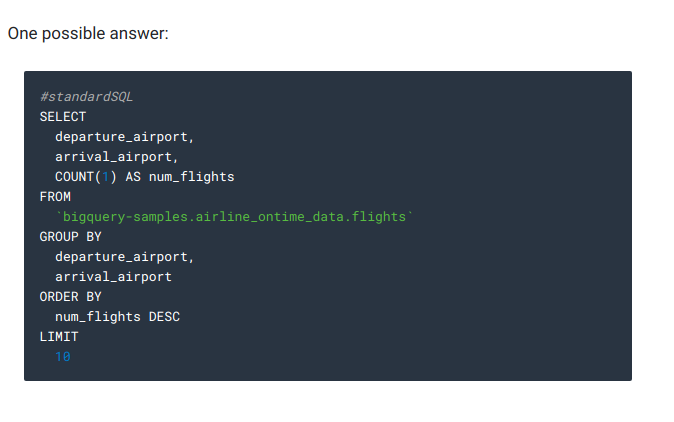 One possible answer:
#standardSQL
SELECT
departure_airport,
arrival_airport,
COUNT(1) AS num_flights
FROM
`bigquery-samples.airline_ontime_data.flights`
GROUP BY
departure_airport,
arrival_airport
ORDER BY
num_flights DESC
LIMIT
10